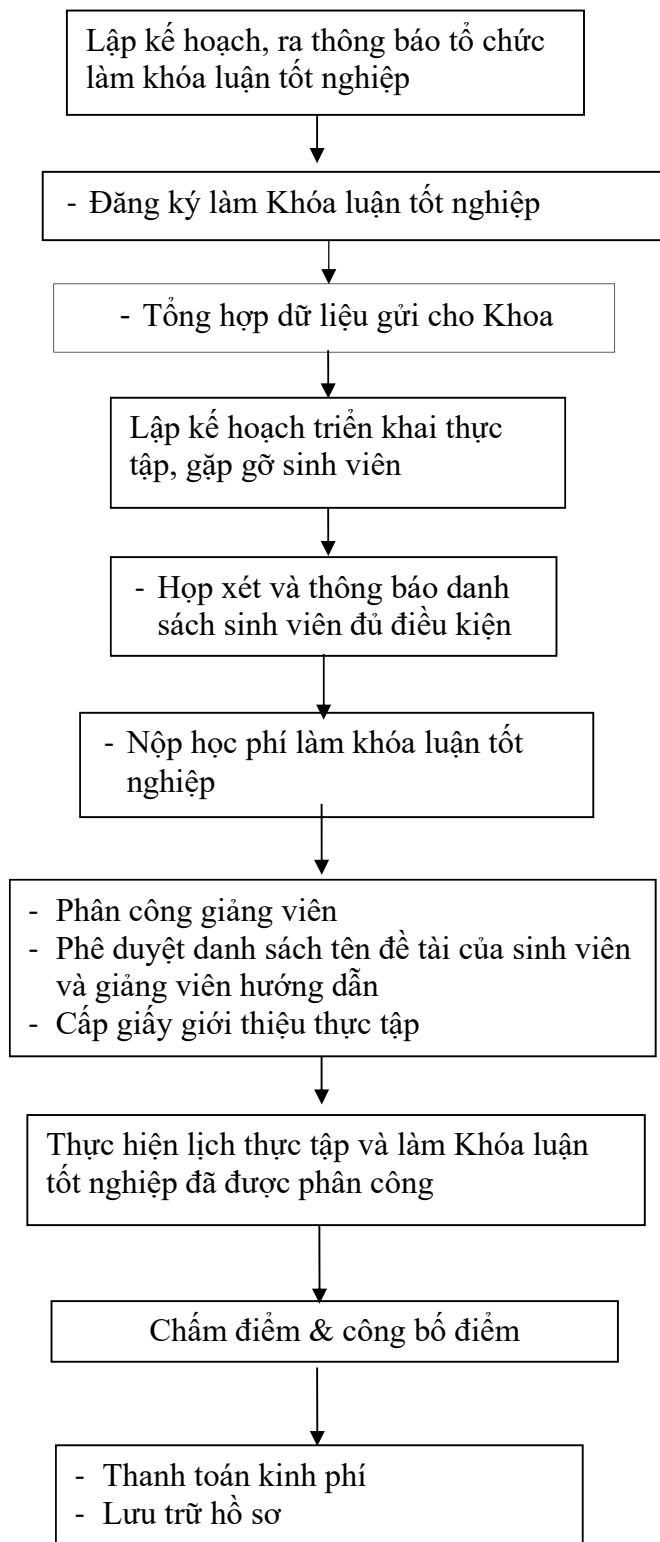 Lập kế hoạch, ra thông báo tổ chức
làm khóa luận tốt nghiệp
- Đăng ký làm Khóa luận tốt nghiệp
- Tổng hợp dữ liệu gửi cho Khoa
Lập kế hoạch triển khai thực
tập, gặp gỡ sinh viên
- Họp xét và thông báo danh
sách sinh viên đủ điều kiện
- Nộp học phí làm khóa luận tốt
nghiệp
- Phân công giảng viên
- Phê duyệt danh sách tên đề tài của sinh viên
và giảng viên hướng dẫn
- Cấp giấy giới thiệu thực tập
Thực hiện lịch thực tập và làm Khóa luận
tốt nghiệp đã được phân công
Chấm điểm & công bố điểm
- Thanh toán kinh phí
- Lưu trữ hồ sơ